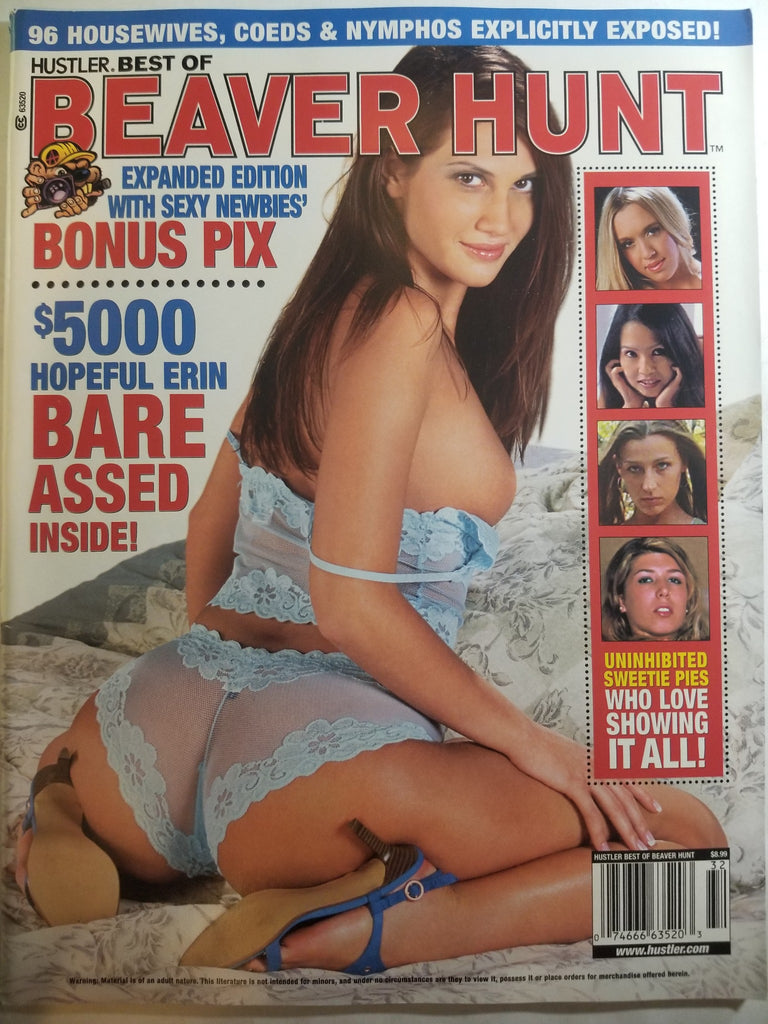 96 HOUSEWIVES, COEDS & NYMPHOS EXPLICITLY EXPOSED!
HUSTLER. BEST OF
BEAVER HUNT™
63520
EXPANDED EDITION
WITH SEXY NEWBIES'
BONUS PIX
$5000
HOPEFUL ERIN
BARE
ASSED
INSIDE!
UNINHIBITED
SWEETIE PIES
WHO LOVE
SHOWING
IT ALL!
HUSTLER BEST OF BEAVER HUNT $8.99
32
0 74666 63520 3
www.hustler.com
Warning: Material is of an adult nature. This literature is not intended for minors, and under no circumstances are they to view it, possess it or place orders for merchandise offered herein.